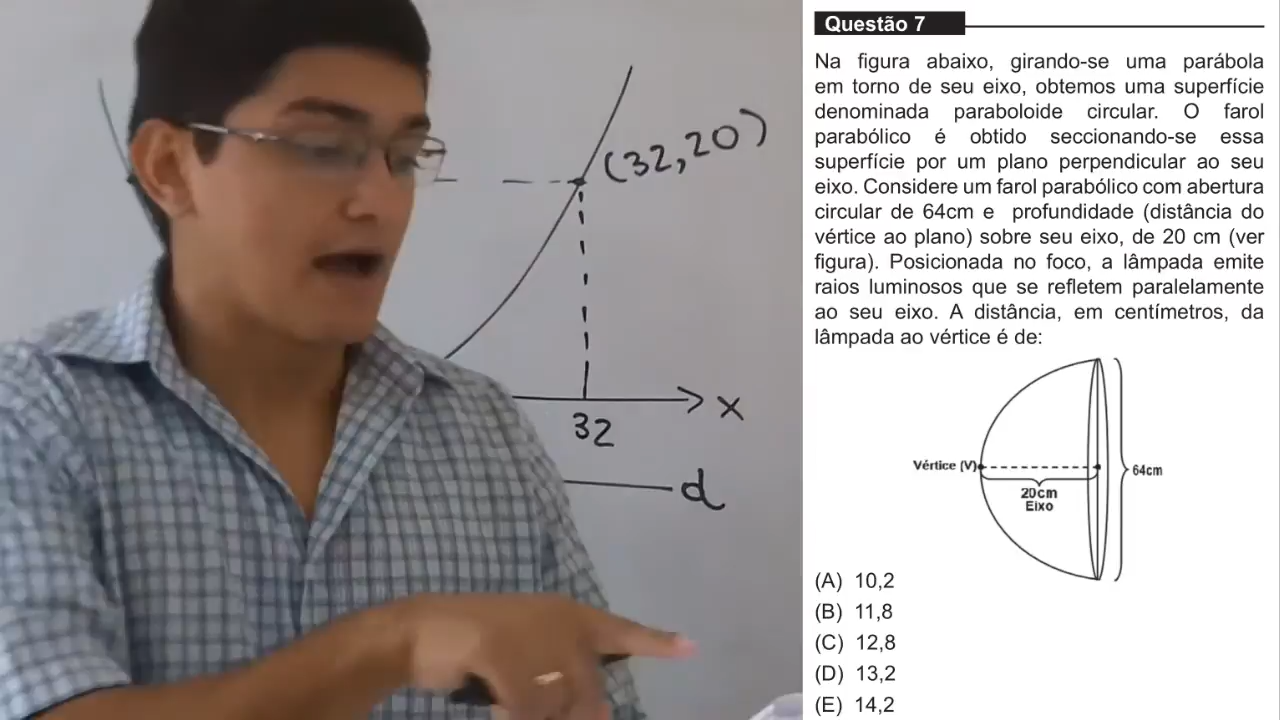 (32,20)
x
32
d
Questão 7
Na figura abaixo, girando-se uma parábola
em torno de seu eixo, obtemos uma superfície
denominada paraboloide circular. O farol
parabólico é obtido seccionando-se essa
superfície por um plano perpendicular ao seu
eixo. Considere um farol parabólico com abertura
circular de 64cm e profundidade (distância do
vértice ao plano) sobre seu eixo, de 20 cm (ver
figura). Posicionada no foco, a lâmpada emite
raios luminosos que se refletem paralelamente
ao seu eixo. A distância, em centímetros, da
lâmpada ao vértice é de:
Vértice (V)
64cm
20cm
Eixo
(A) 10,2
(B) 11,8
(C) 12,8
(D) 13,2
(E) 14,2